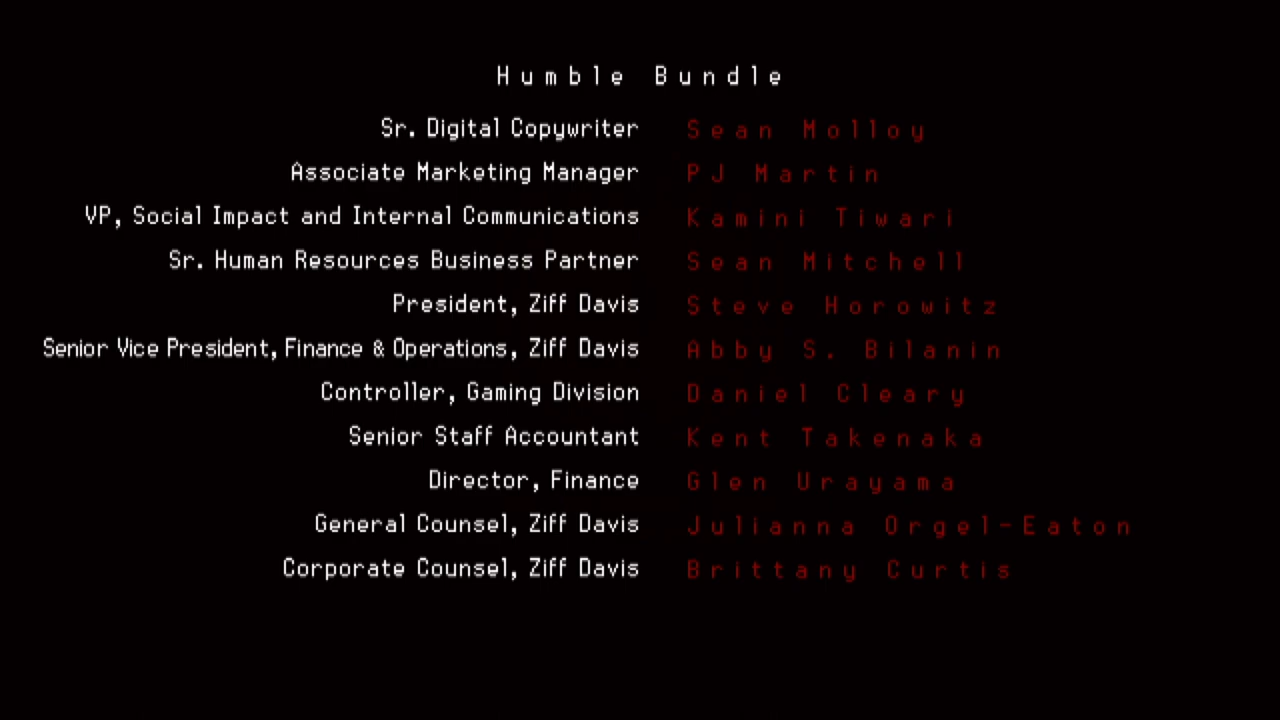 Humble Bundle
Sr. Digital Copywriter Sean Molloy
Associate Marketing Manager PJ Martin
VP, Social Impact and Internal Communications Kamini Tiwari
Sr. Human Resources Business Partner Sean Mitchell
President, Ziff Davis Steve Horowitz
Senior Vice President, Finance & Operations, Ziff Davis Abby S. Bilanin
Controller, Gaming Division Daniel Cleary
Senior Staff Accountant Kent Takenaka
Director, Finance Glen Urayama
General Counsel, Ziff Davis Julianna Orgel-Eaton
Corporate Counsel, Ziff Davis Brittany Curtis